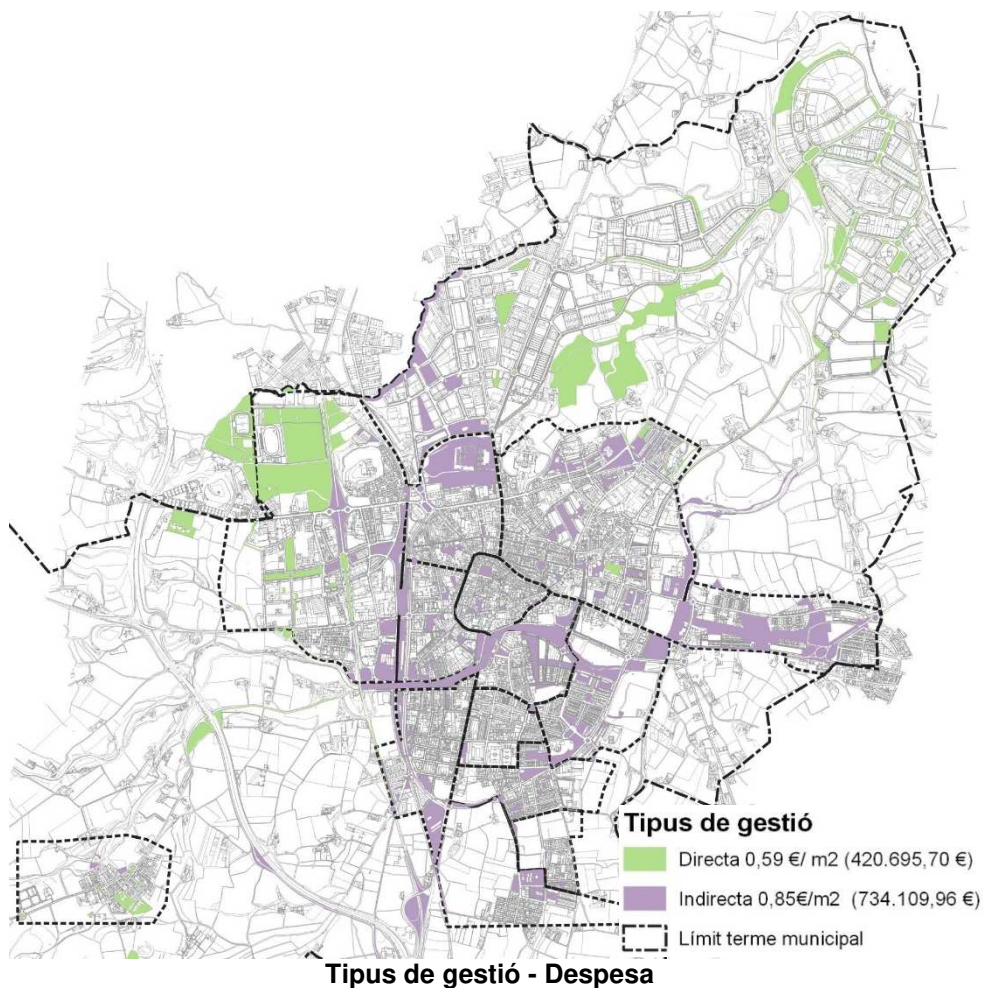 Tipus de gestió
Directa 0,59 €/ m2 (420.695,70 €)
Indirecta 0,85€/m2 (734.109,96 €)
Límit terme municipal
Tipus de gestió - Despesa